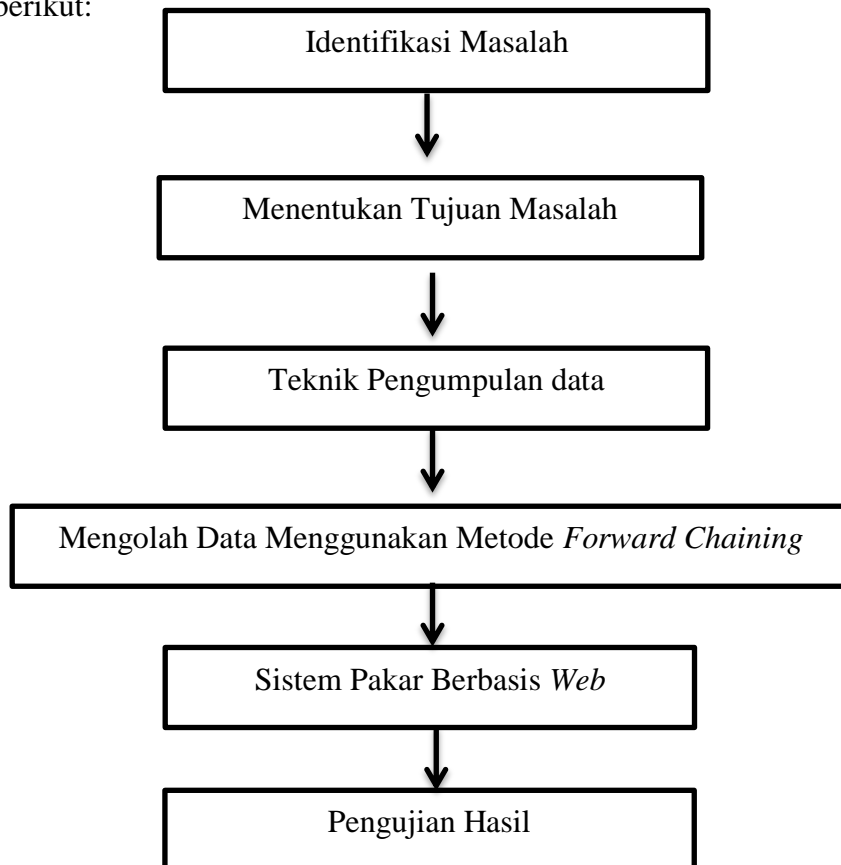 berikut:
Identifikasi Masalah
Menentukan Tujuan Masalah
Teknik Pengumpulan data
Mengolah Data Menggunakan Metode Forward Chaining
Sistem Pakar Berbasis Web
Pengujian Hasil